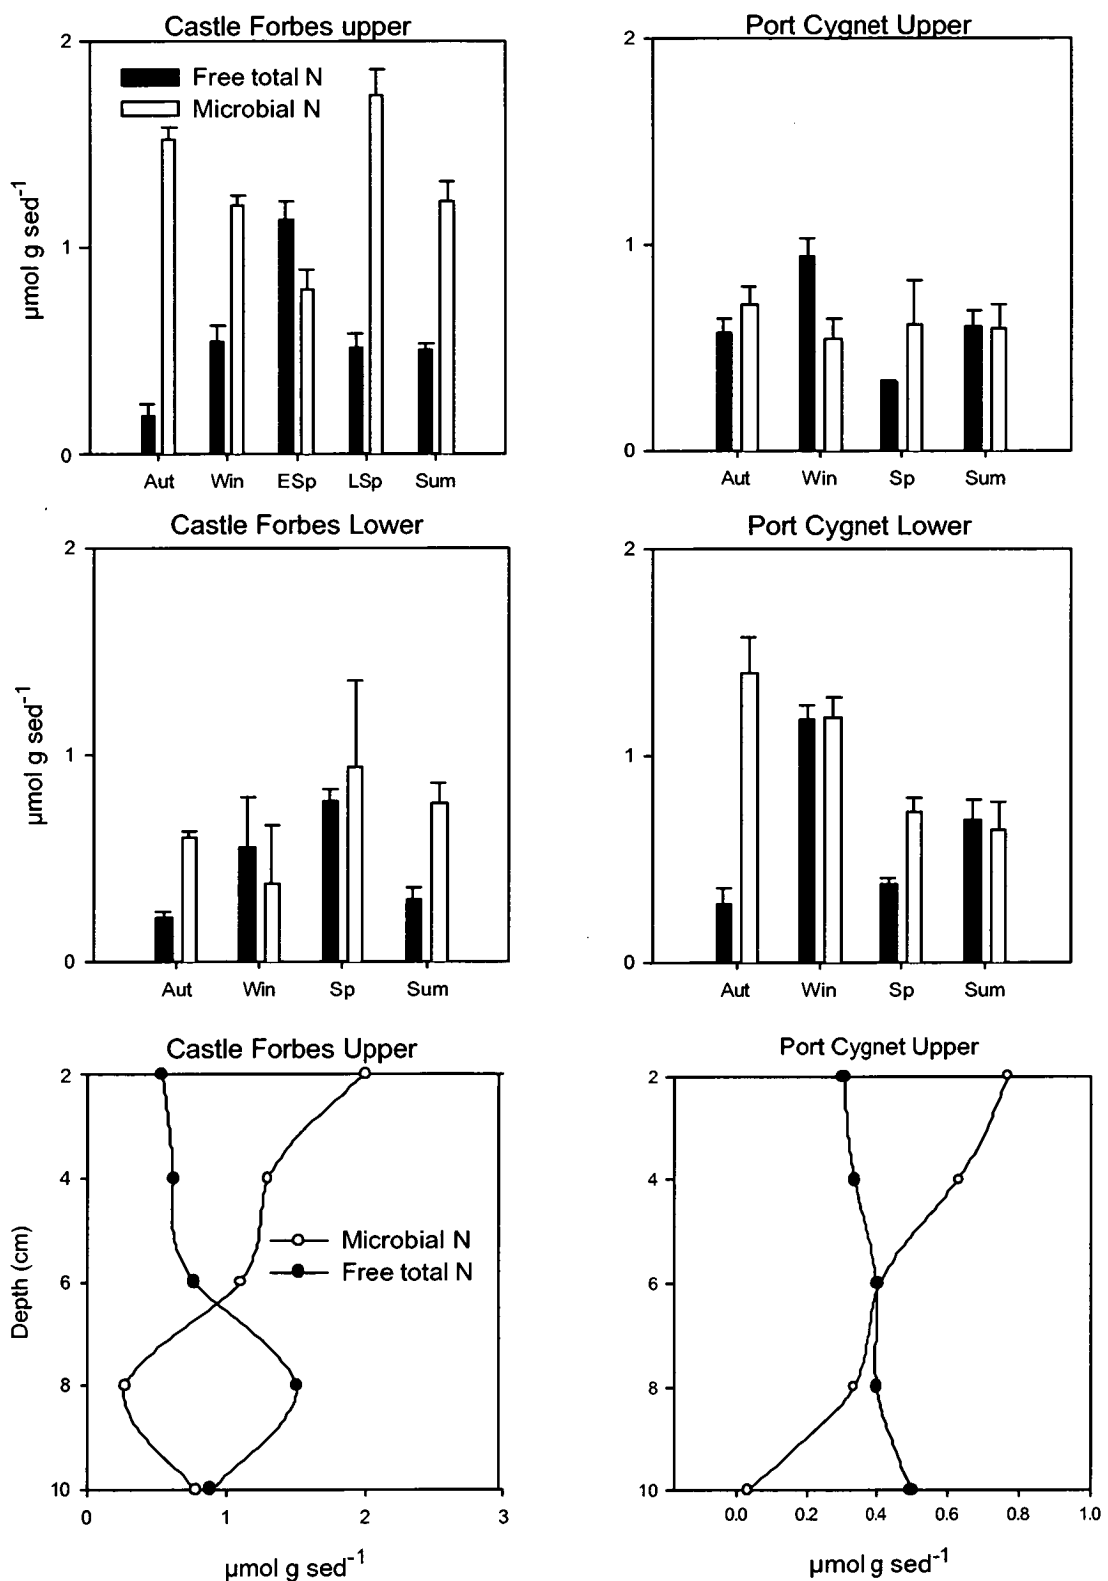 Castle Forbes upper
2
Free total N
Microbial N
1
0
µmol g sed⁻¹
Aut Win ESp LSp Sum
Port Cygnet Upper
2
1
0
Aut Win Sp Sum
Castle Forbes Lower
2
1
0
µmol g sed⁻¹
Aut Win Sp Sum
Port Cygnet Lower
2
1
0
Aut Win Sp Sum
Castle Forbes Upper
2
4
6
8
10
Depth (cm)
Microbial N
Free total N
0 1 2 3
µmol g sed⁻¹
Port Cygnet Upper
2
4
6
8
10
0.0 0.2 0.4 0.6 0.8 1.0
µmol g sed⁻¹